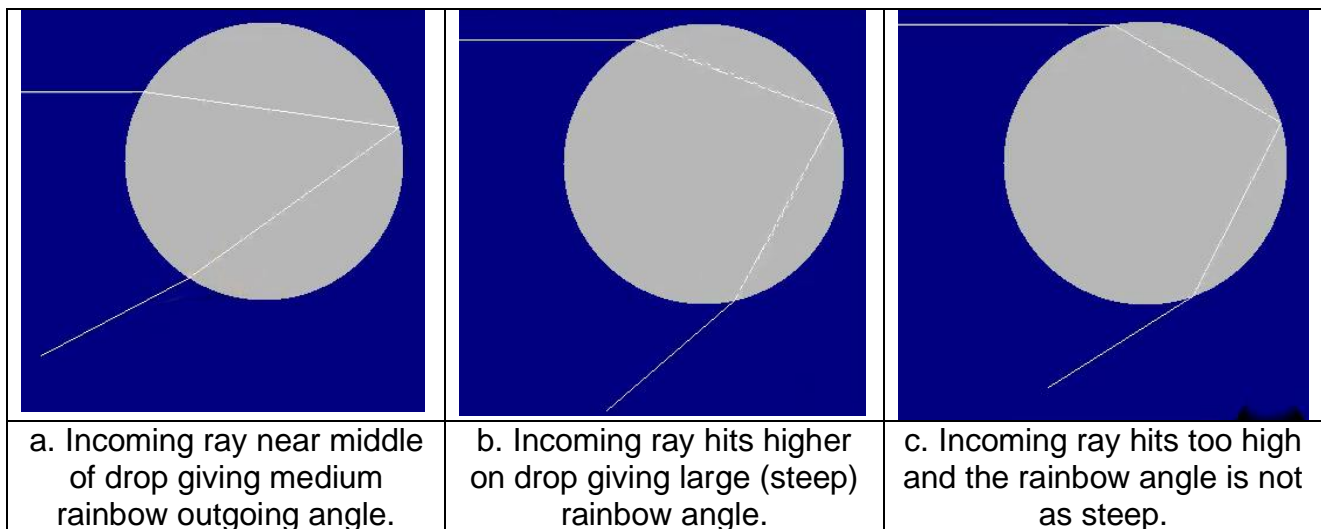 a. Incoming ray near middle
of drop giving medium
rainbow outgoing angle.
b. Incoming ray hits higher
on drop giving large (steep)
rainbow angle.
c. Incoming ray hits too high
and the rainbow angle is not
as steep.